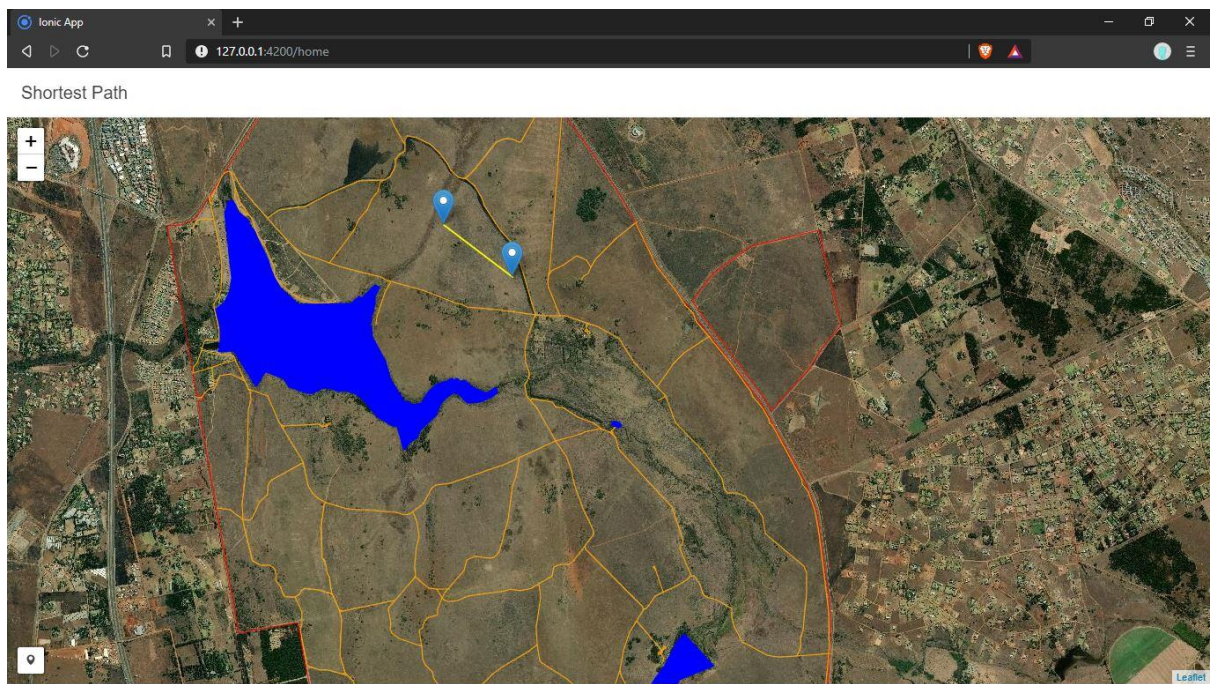 Ionic App
127.0.0.1:4200/home
Shortest Path
+
−
Leaflet